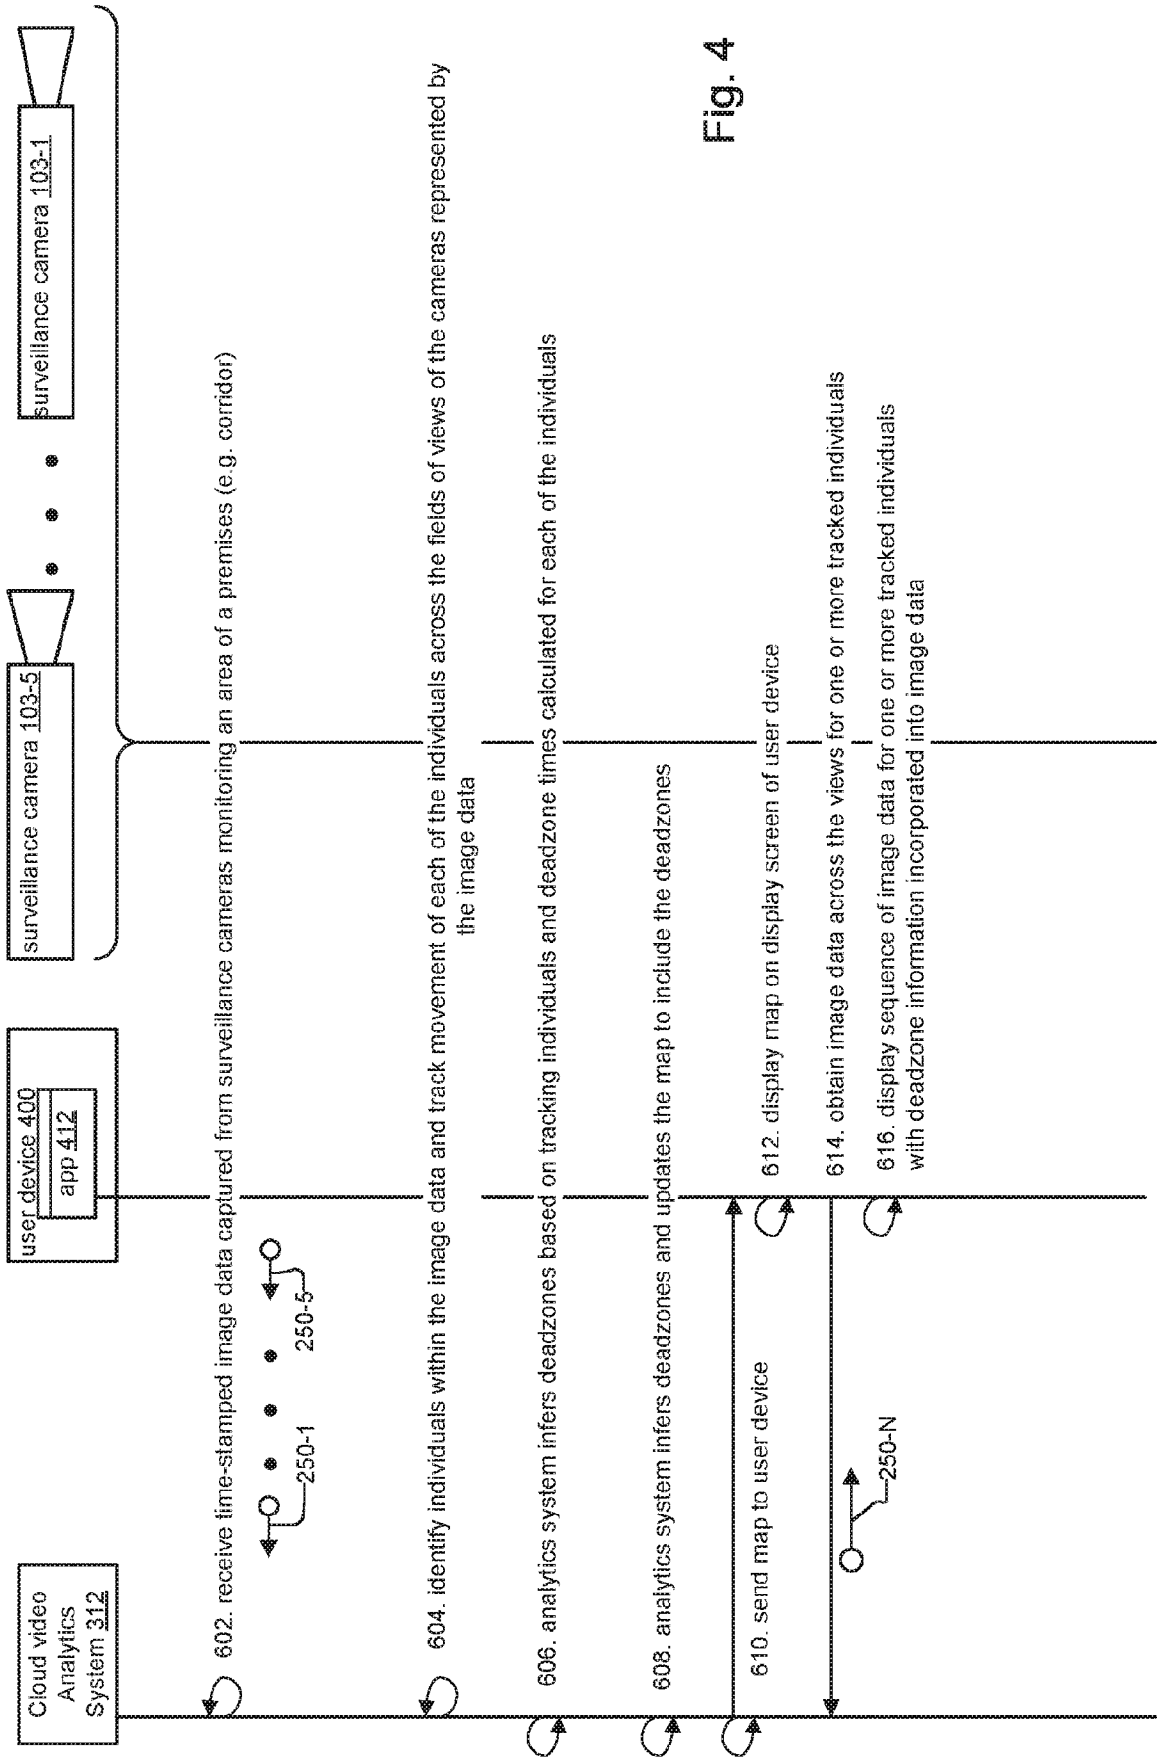 Cloud video
Analytics
System 312
user device 400
app 412
surveillance camera 103-5
surveillance camera 103-1
602. receive time-stamped image data captured from surveillance cameras monitoring an area of a premises (e.g. corridor)
250-1
250-5
604. identify individuals within the image data and track movement of each of the individuals across the fields of views of the cameras represented by
the image data
606. analytics system infers deadzones based on tracking individuals and deadzone times calculated for each of the individuals
608. analytics system infers deadzones and updates the map to include the deadzones
610. send map to user device
612. display map on display screen of user device
614. obtain image data across the views for one or more tracked individuals
250-N
616. display sequence of image data for one or more tracked individuals
with deadzone information incorporated into image data
Fig. 4